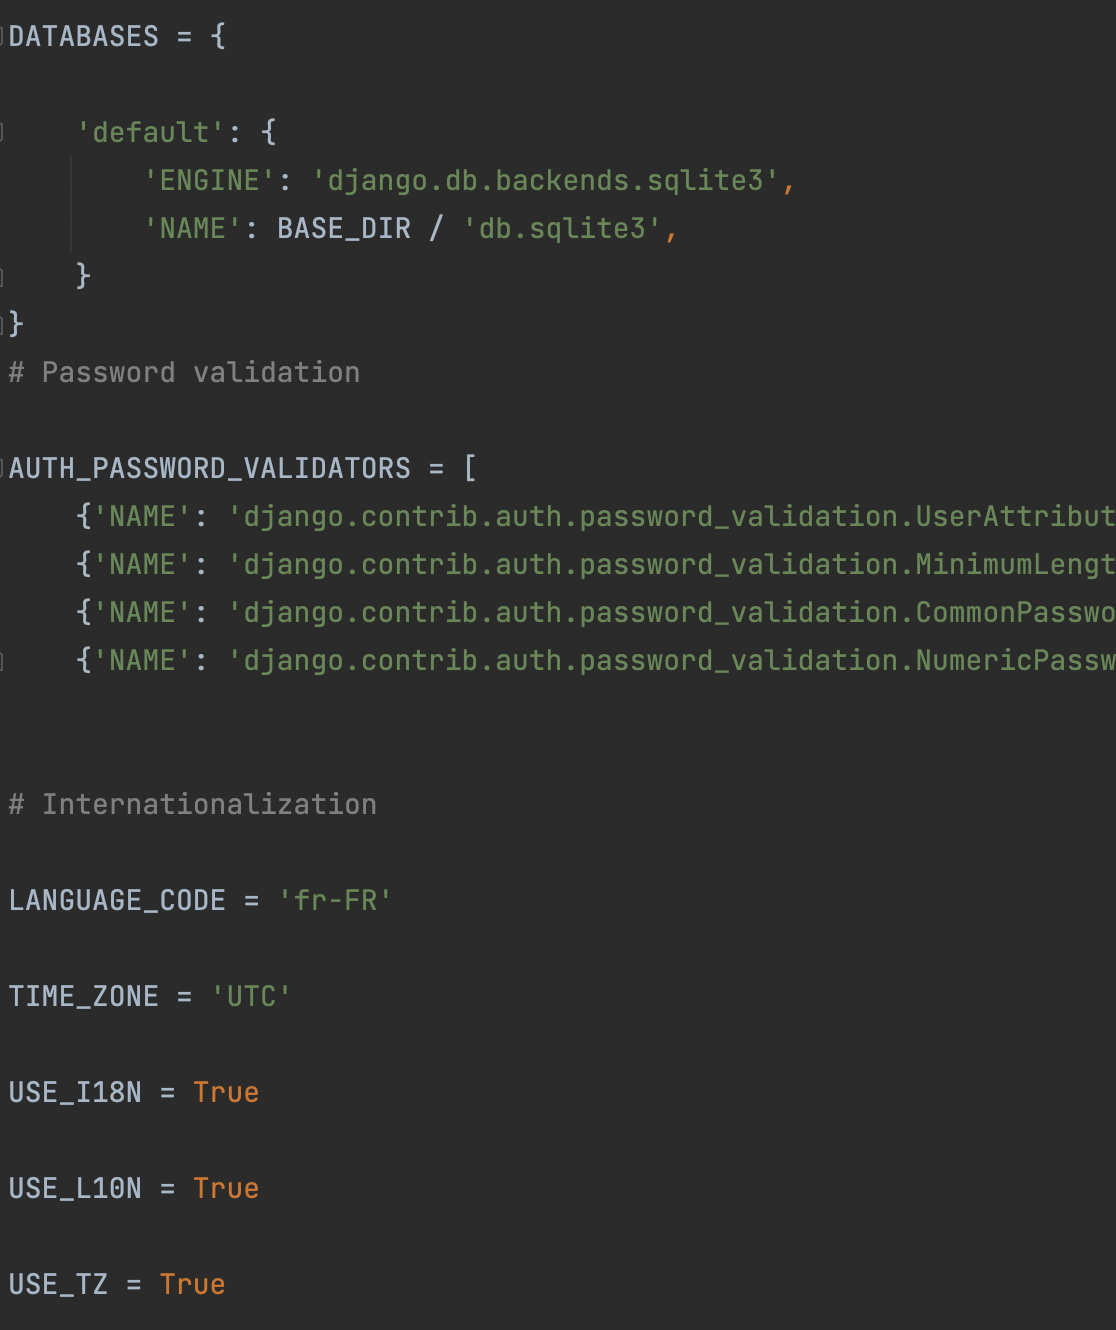 DATABASES = {
    'default': {
        'ENGINE': 'django.db.backends.sqlite3',
        'NAME': BASE_DIR / 'db.sqlite3',
    }
}
# Password validation
AUTH_PASSWORD_VALIDATORS = [
    {'NAME': 'django.contrib.auth.password_validation.UserAttribut
    {'NAME': 'django.contrib.auth.password_validation.MinimumLengt
    {'NAME': 'django.contrib.auth.password_validation.CommonPasswo
    {'NAME': 'django.contrib.auth.password_validation.NumericPassw
# Internationalization
LANGUAGE_CODE = 'fr-FR'
TIME_ZONE = 'UTC'
USE_I18N = True
USE_L10N = True
USE_TZ = True